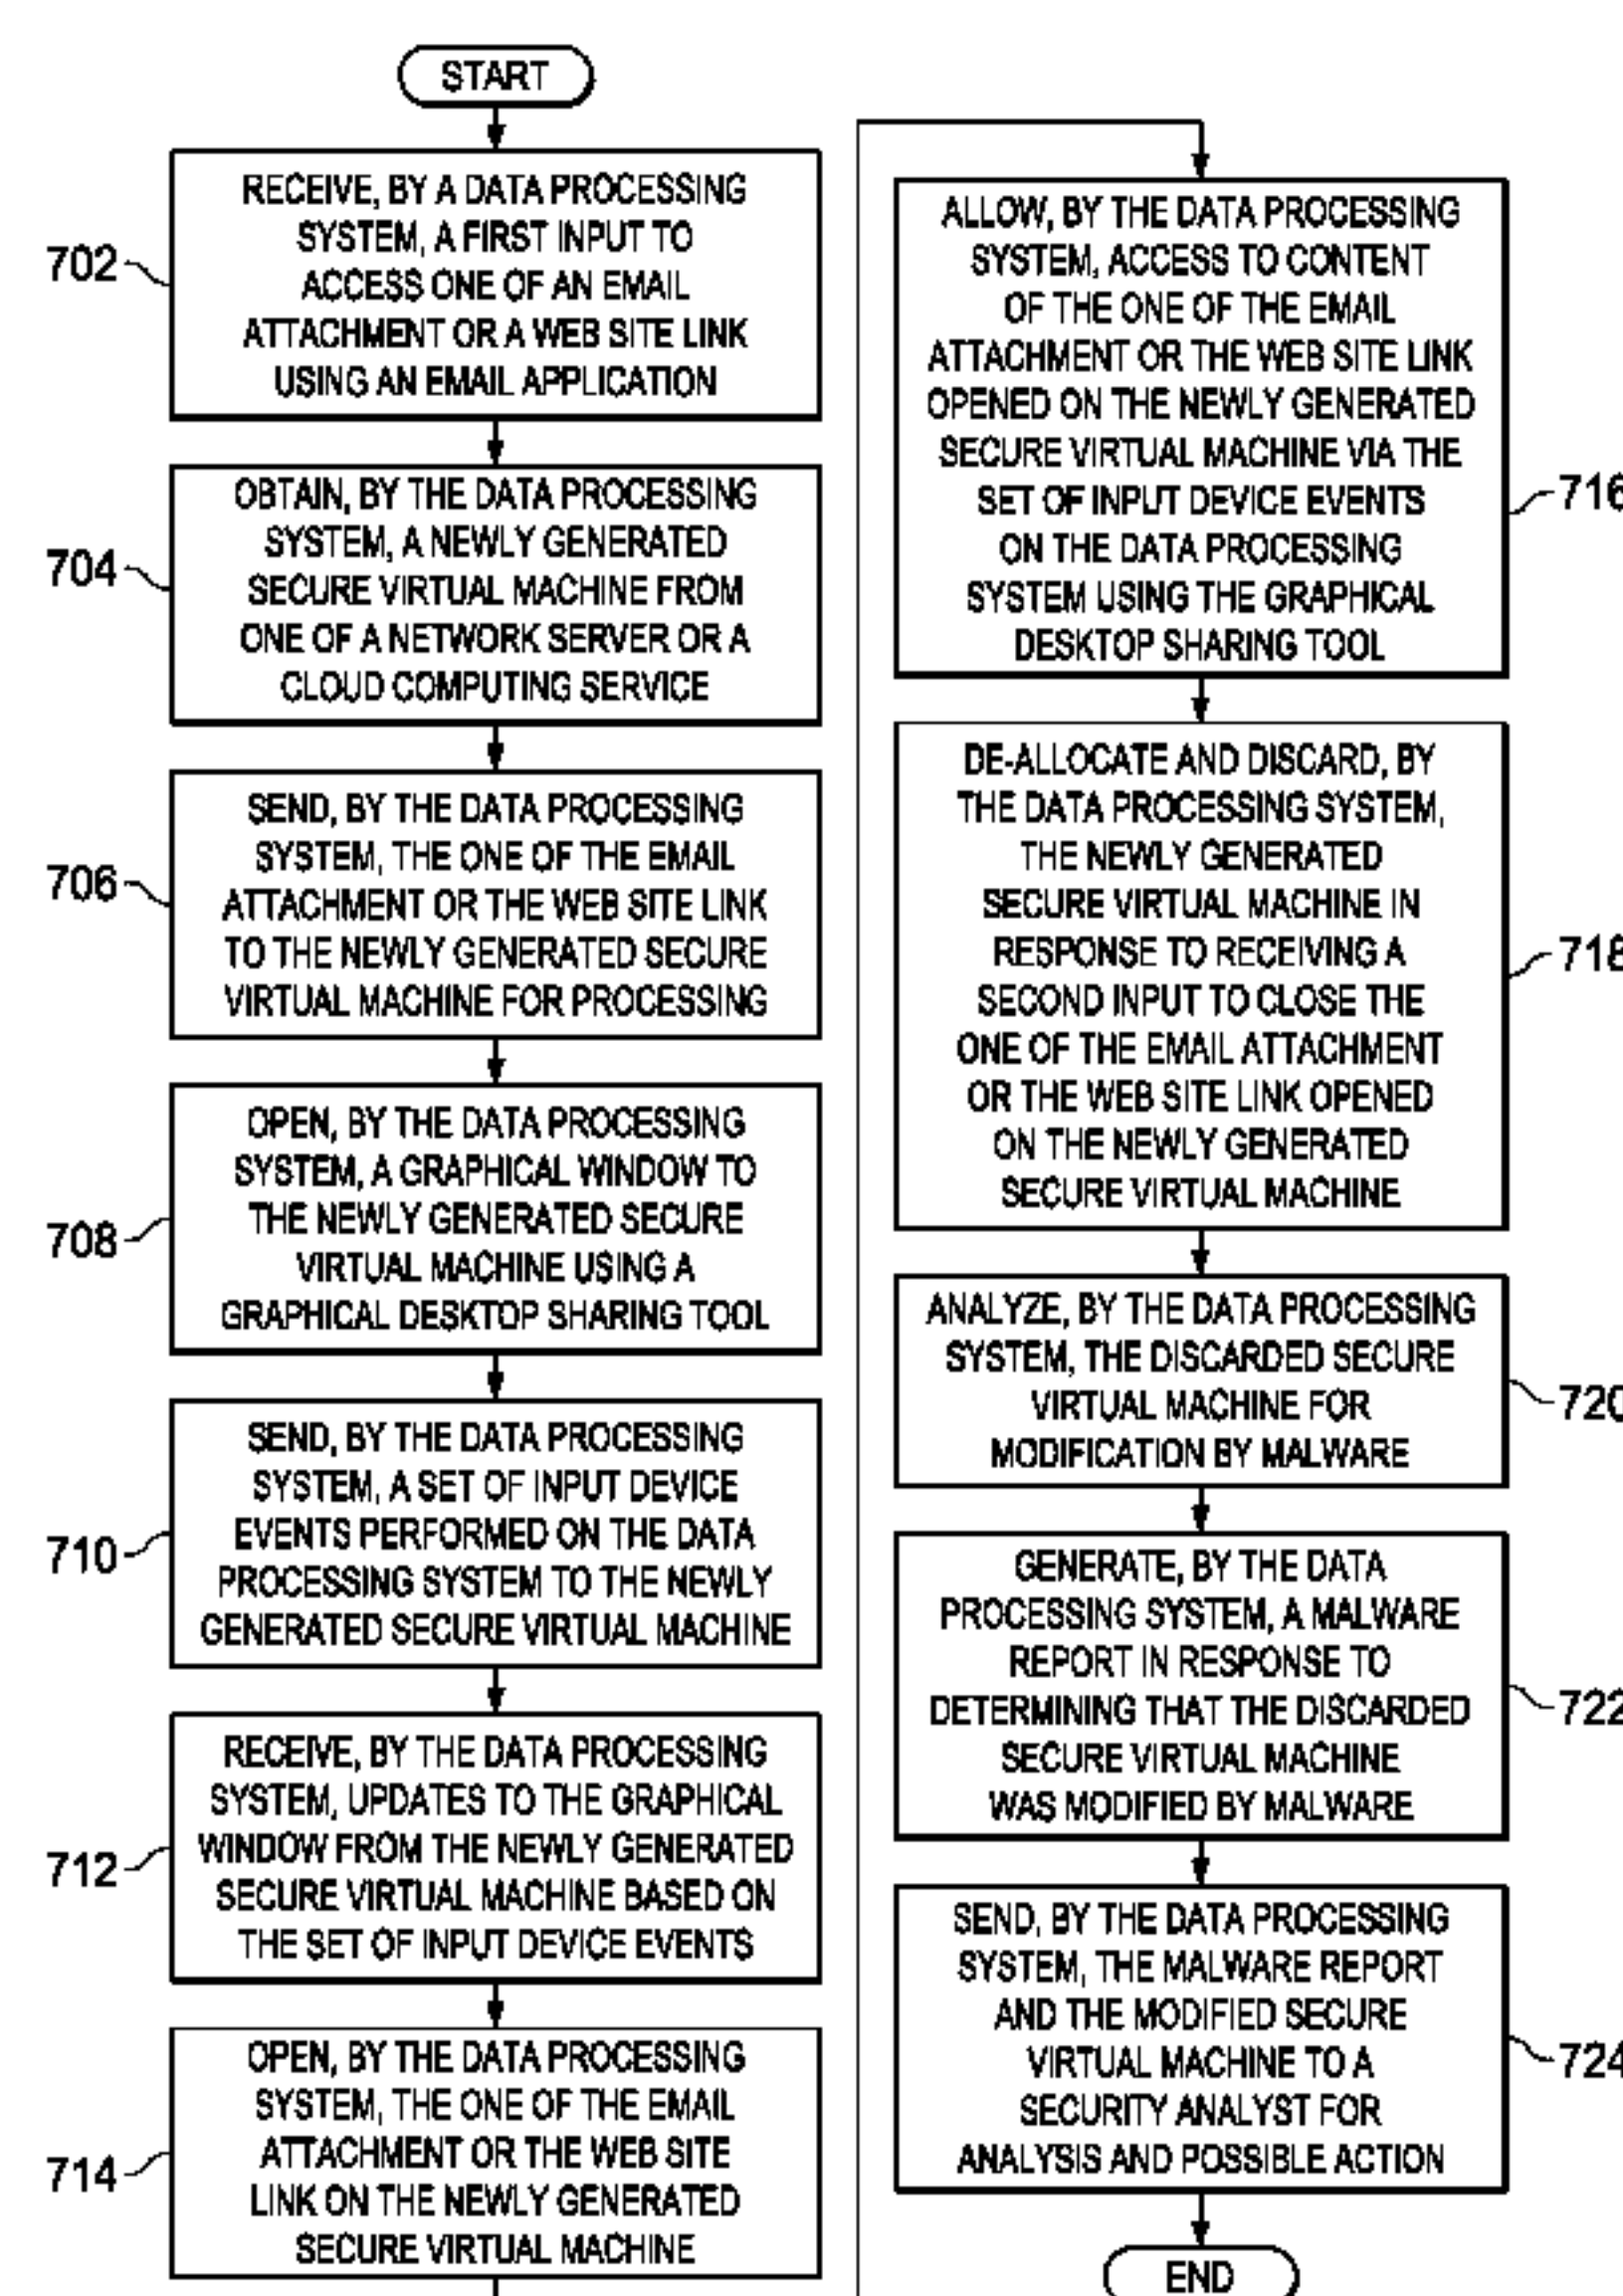 START
702
RECEIVE, BY A DATA PROCESSING
SYSTEM, A FIRST INPUT TO
ACCESS ONE OF AN EMAIL
ATTACHMENT OR A WEB SITE LINK
USING AN EMAIL APPLICATION
704
OBTAIN, BY THE DATA PROCESSING
SYSTEM, A NEWLY GENERATED
SECURE VIRTUAL MACHINE FROM
ONE OF A NETWORK SERVER OR A
CLOUD COMPUTING SERVICE
706
SEND, BY THE DATA PROCESSING
SYSTEM, THE ONE OF THE EMAIL
ATTACHMENT OR THE WEB SITE LINK
TO THE NEWLY GENERATED SECURE
VIRTUAL MACHINE FOR PROCESSING
708
OPEN, BY THE DATA PROCESSING
SYSTEM, A GRAPHICAL WINDOW TO
THE NEWLY GENERATED SECURE
VIRTUAL MACHINE USING A
GRAPHICAL DESKTOP SHARING TOOL
710
SEND, BY THE DATA PROCESSING
SYSTEM, A SET OF INPUT DEVICE
EVENTS PERFORMED ON THE DATA
PROCESSING SYSTEM TO THE NEWLY
GENERATED SECURE VIRTUAL MACHINE
712
RECEIVE, BY THE DATA PROCESSING
SYSTEM, UPDATES TO THE GRAPHICAL
WINDOW FROM THE NEWLY GENERATED
SECURE VIRTUAL MACHINE BASED ON
THE SET OF INPUT DEVICE EVENTS
714
OPEN, BY THE DATA PROCESSING
SYSTEM, THE ONE OF THE EMAIL
ATTACHMENT OR THE WEB SITE
LINK ON THE NEWLY GENERATED
SECURE VIRTUAL MACHINE
ALLOW, BY THE DATA PROCESSING
SYSTEM, ACCESS TO CONTENT
OF THE ONE OF THE EMAIL
ATTACHMENT OR THE WEB SITE LINK
OPENED ON THE NEWLY GENERATED
SECURE VIRTUAL MACHINE VIA THE
SET OF INPUT DEVICE EVENTS
ON THE DATA PROCESSING
SYSTEM USING THE GRAPHICAL
DESKTOP SHARING TOOL
716
DE-ALLOCATE AND DISCARD, BY
THE DATA PROCESSING SYSTEM,
THE NEWLY GENERATED
SECURE VIRTUAL MACHINE IN
RESPONSE TO RECEIVING A
SECOND INPUT TO CLOSE THE
ONE OF THE EMAIL ATTACHMENT
OR THE WEB SITE LINK OPENED
ON THE NEWLY GENERATED
SECURE VIRTUAL MACHINE
718
ANALYZE, BY THE DATA PROCESSING
SYSTEM, THE DISCARDED SECURE
VIRTUAL MACHINE FOR
MODIFICATION BY MALWARE
720
GENERATE, BY THE DATA
PROCESSING SYSTEM, A MALWARE
REPORT IN RESPONSE TO
DETERMINING THAT THE DISCARDED
SECURE VIRTUAL MACHINE
WAS MODIFIED BY MALWARE
722
SEND, BY THE DATA PROCESSING
SYSTEM, THE MALWARE REPORT
AND THE MODIFIED SECURE
VIRTUAL MACHINE TO A
SECURITY ANALYST FOR
ANALYSIS AND POSSIBLE ACTION
724
END